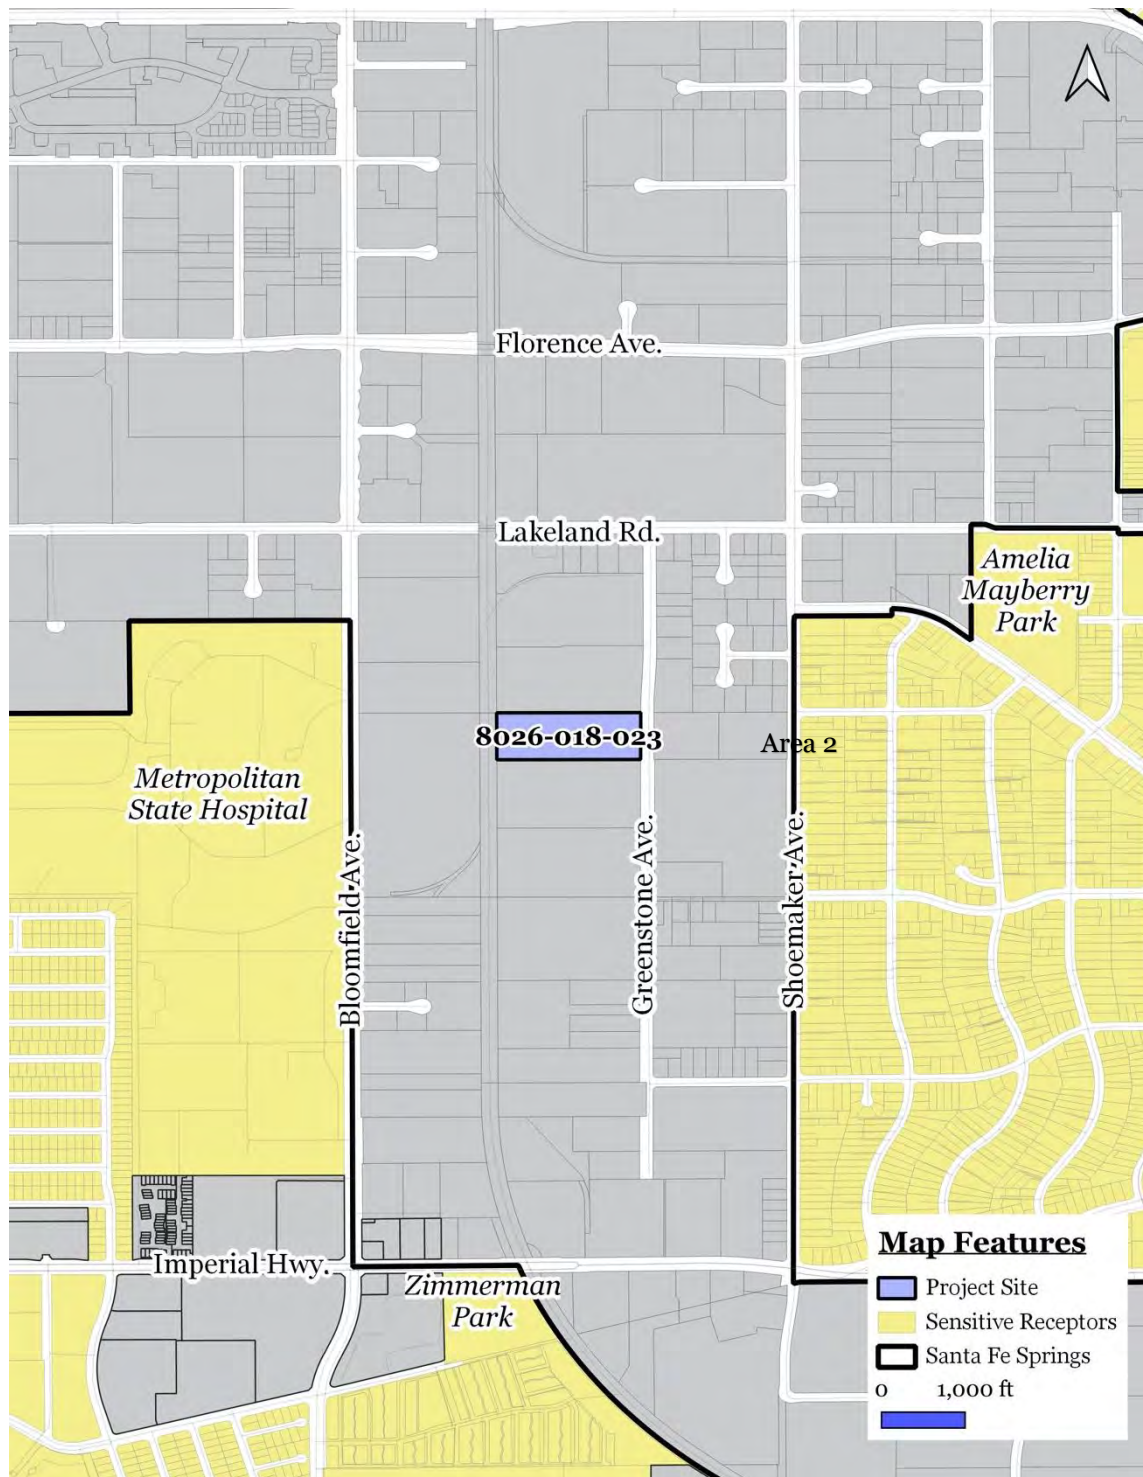 Florence Ave.
Lakeland Rd.
Amelia
Mayberry
Park
8026-018-023
Area 2
Metropolitan
State Hospital
Bloomfield Ave.
Greenstone Ave.
Shoemaker Ave.
Imperial Hwy.
Zimmerman
Park
Map Features
Project Site
Sensitive Receptors
Santa Fe Springs
0 1,000 ft